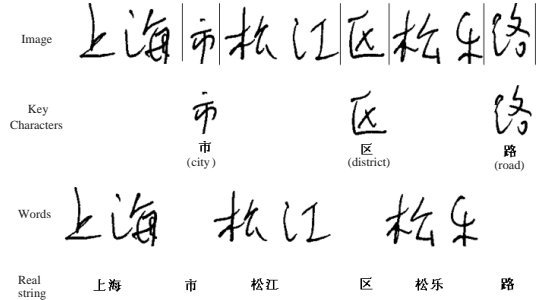 Image 上海市松江区松乐路
Key Characters 市 区 路
市 区 路
(city) (district) (road)
Words 上海 松江 松乐
Real string 上海 市 松江 区 松乐 路